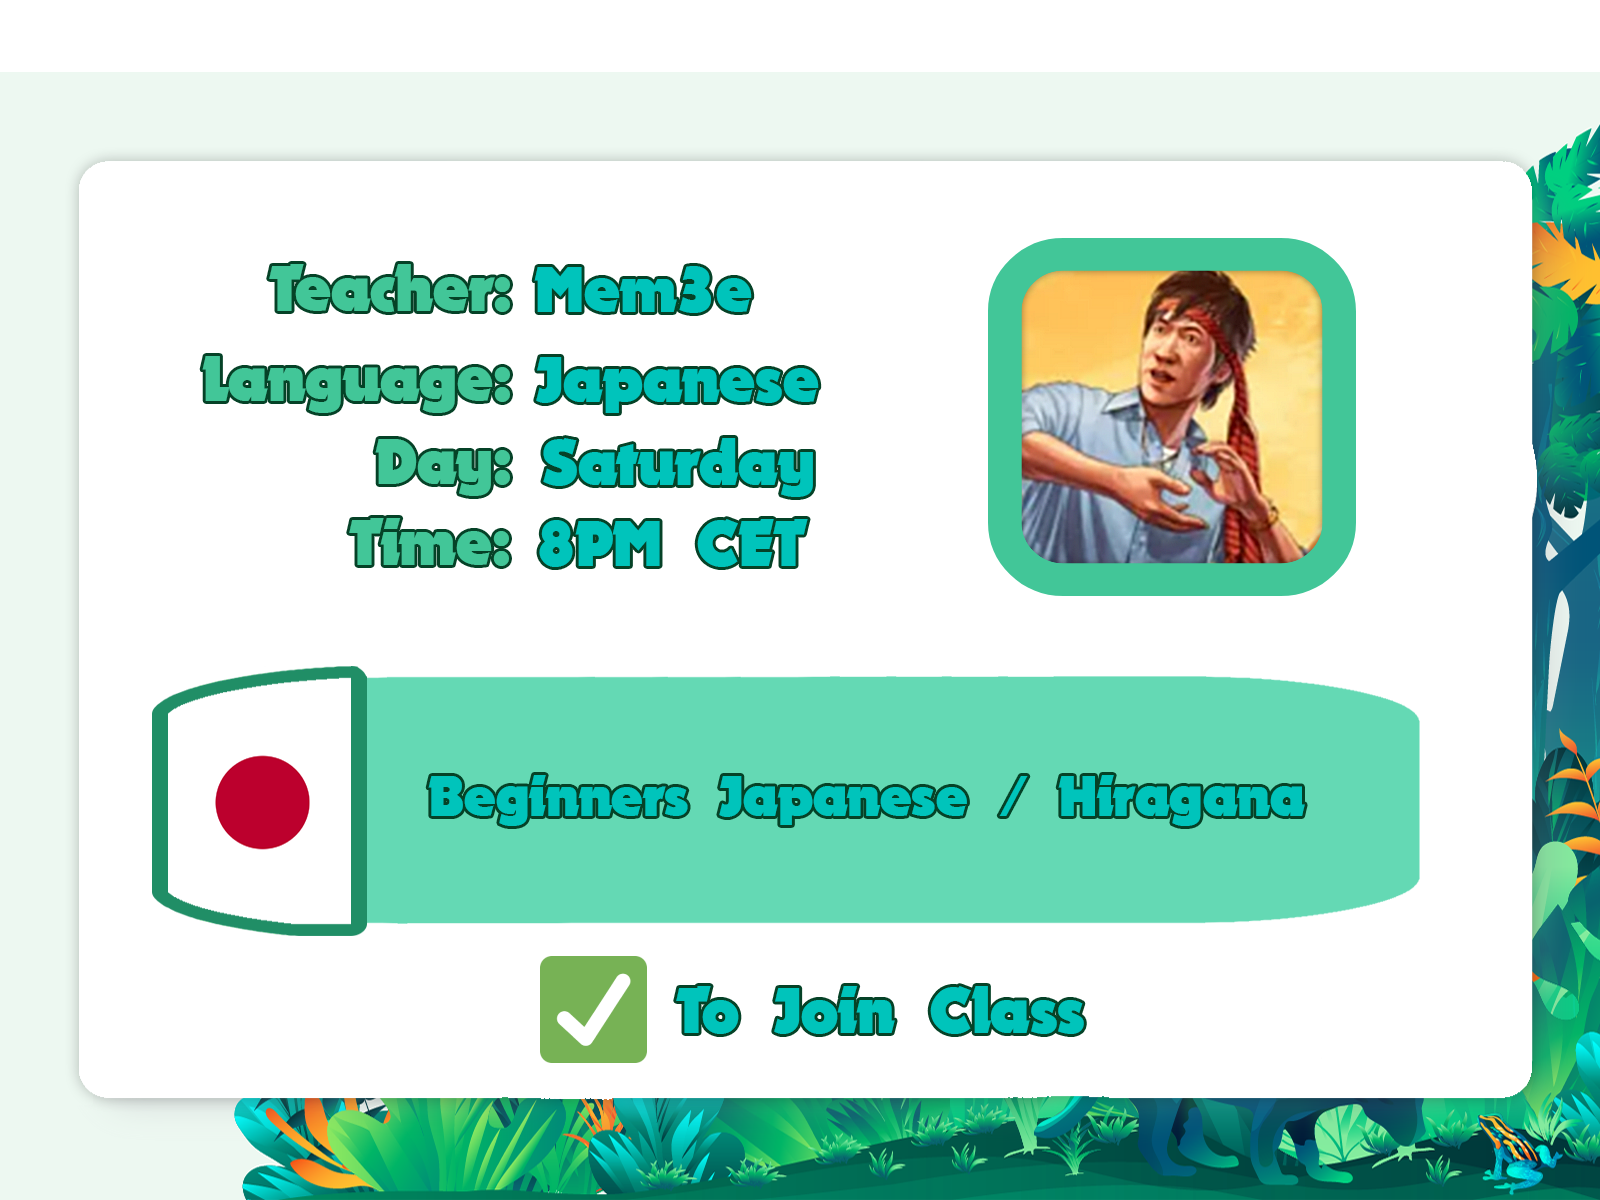 Teacher: Mem3e
Language: Japanese
Day: Saturday
Time: 8PM CET
Beginners Japanese / Hiragana
To Join Class